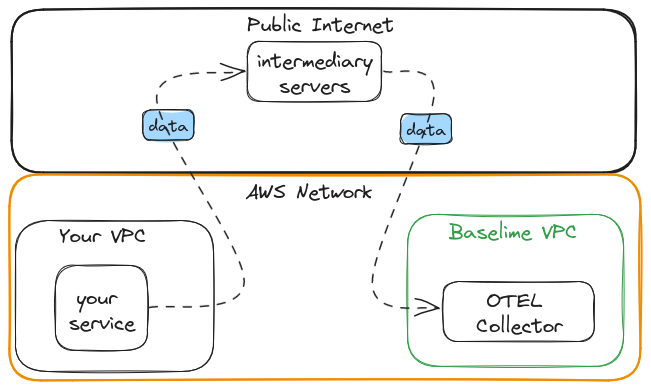 Public Internet
intermediary
servers
data
data
AWS Network
Your VPC
Baselime VPC
your
service
OTEL
Collector